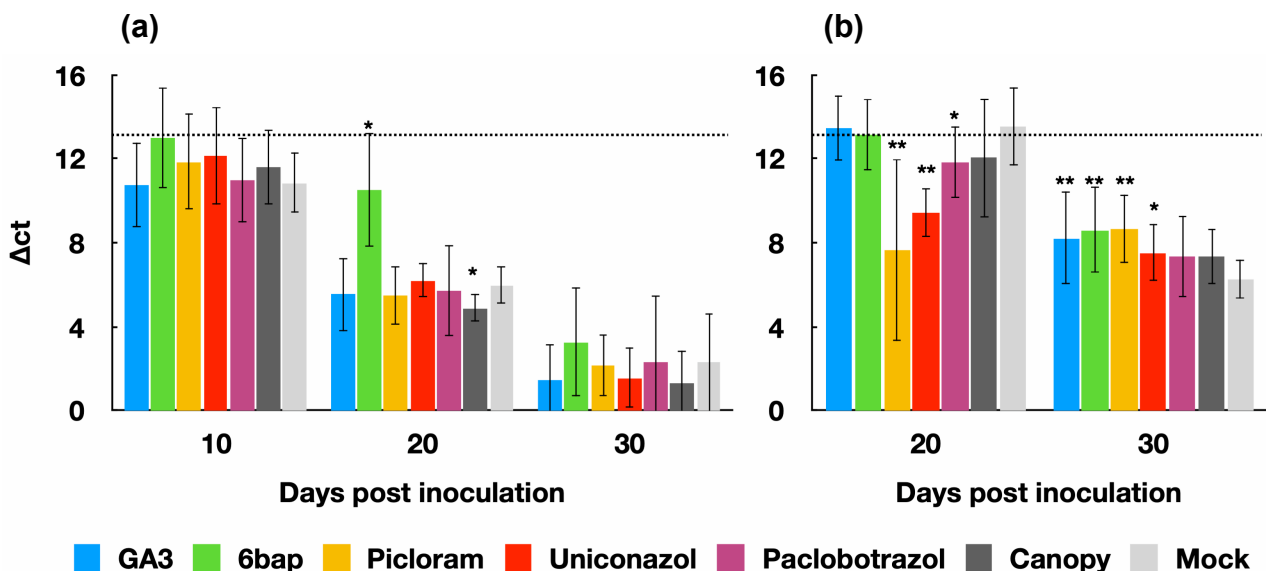 (a) (b)
16 16
* *
12 ** 12
** **
** ** ** *
8 8
Δct
*
4 4
0 0
10 20 30 20 30
Days post inoculation Days post inoculation
GA3 6bap Picloram Uniconazol Paclobotrazol Canopy Mock